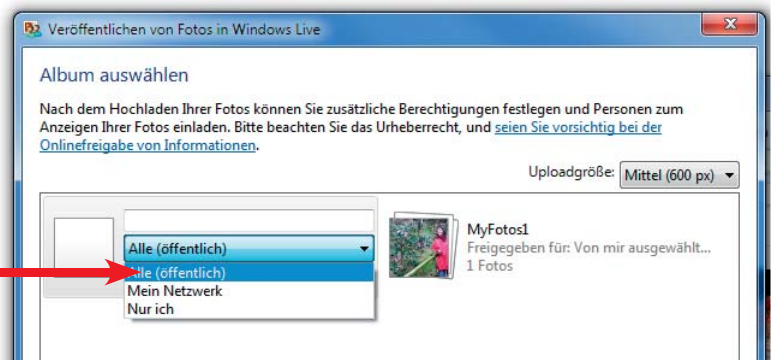 Veröffentlichen von Fotos in Windows Live
Album auswählen
Nach dem Hochladen Ihrer Fotos können Sie zusätzliche Berechtigungen festlegen und Personen zum
Anzeigen Ihrer Fotos einladen. Bitte beachten Sie das Urheberrecht, und seien Sie vorsichtig bei der
Onlinefreigabe von Informationen.
Uploadgröße: Mittel (600 px)
Alle (öffentlich)
Alle (öffentlich)
Mein Netzwerk
Nur ich
MyFotos1
Freigegeben für: Von mir ausgewählt...
1 Fotos